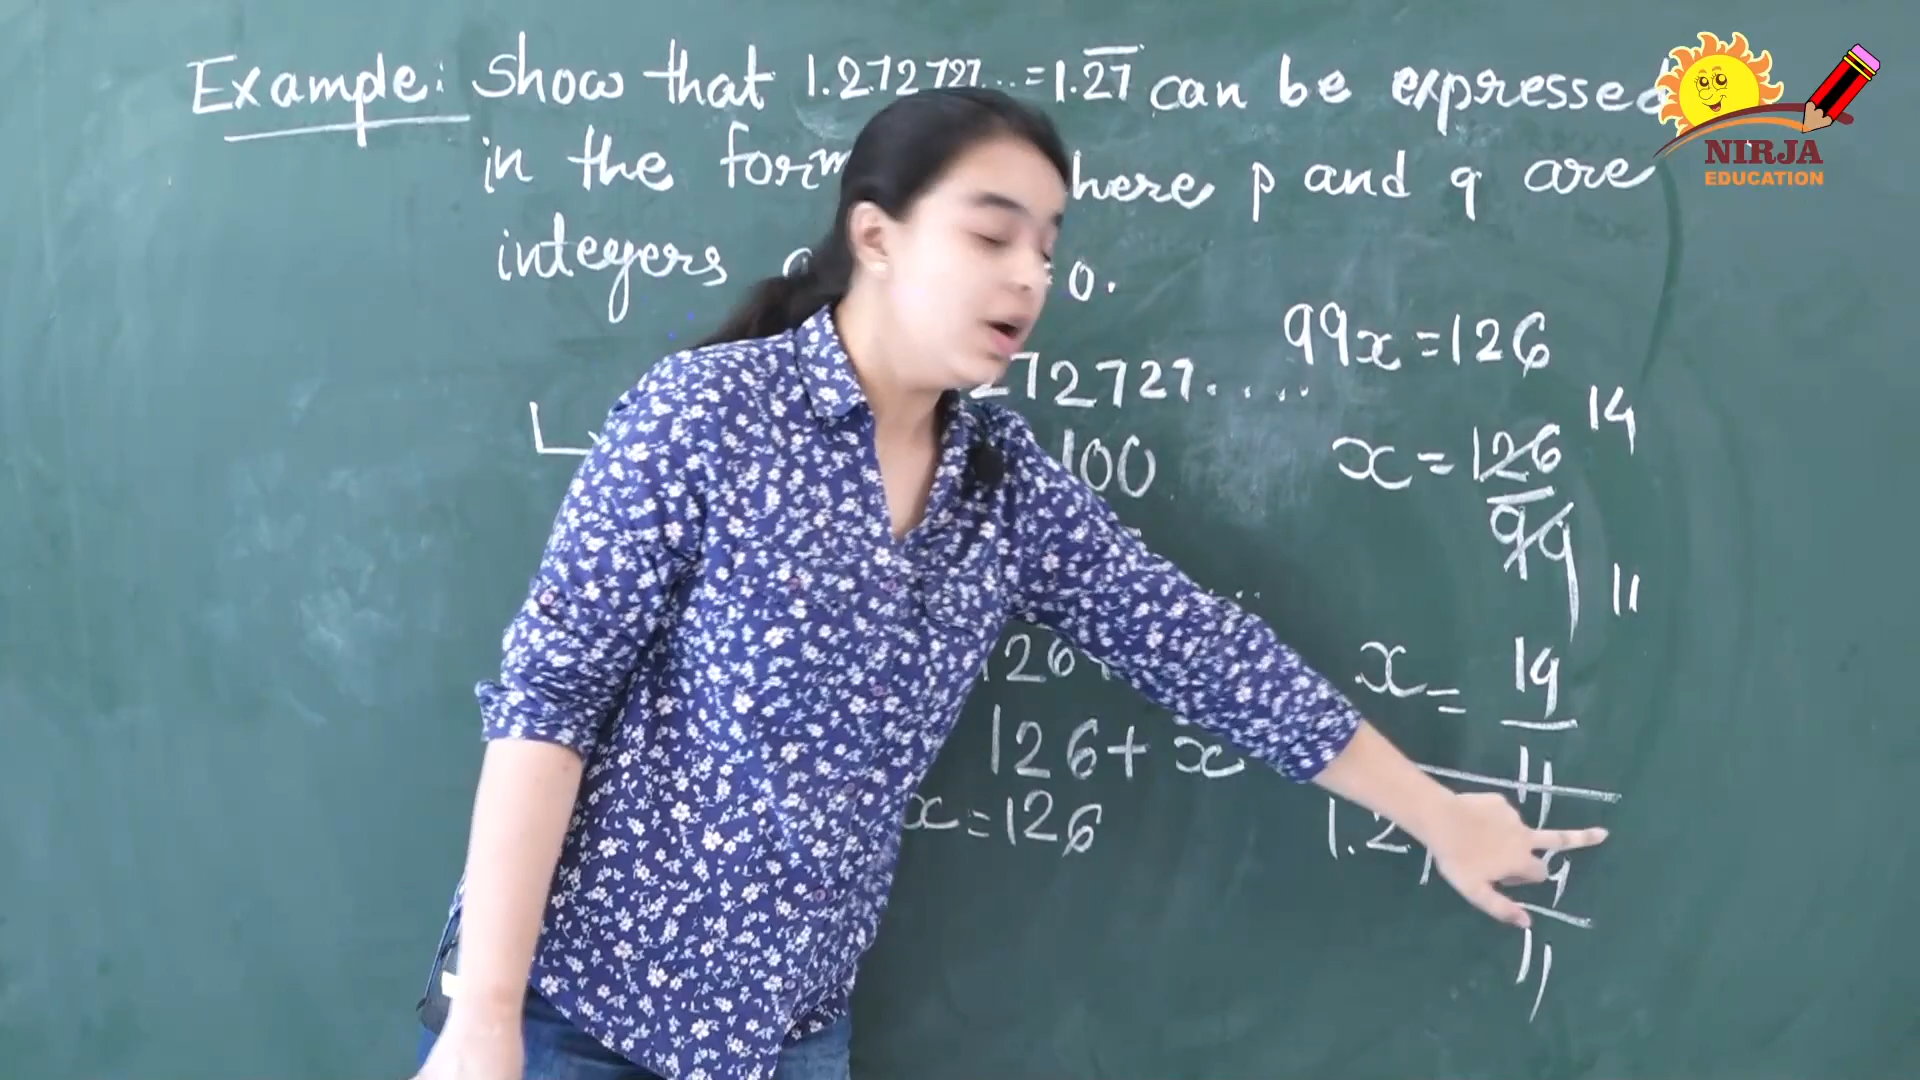 Example: Show that 1.272727... = 1.27̅ can be expressed
in the form here p and q are
integers 0.
272727.....
100
126
126 + x
x = 126
99x = 126
x = 126/99 14 11
x = 14/11
1.2
11
NIRJA
EDUCATION